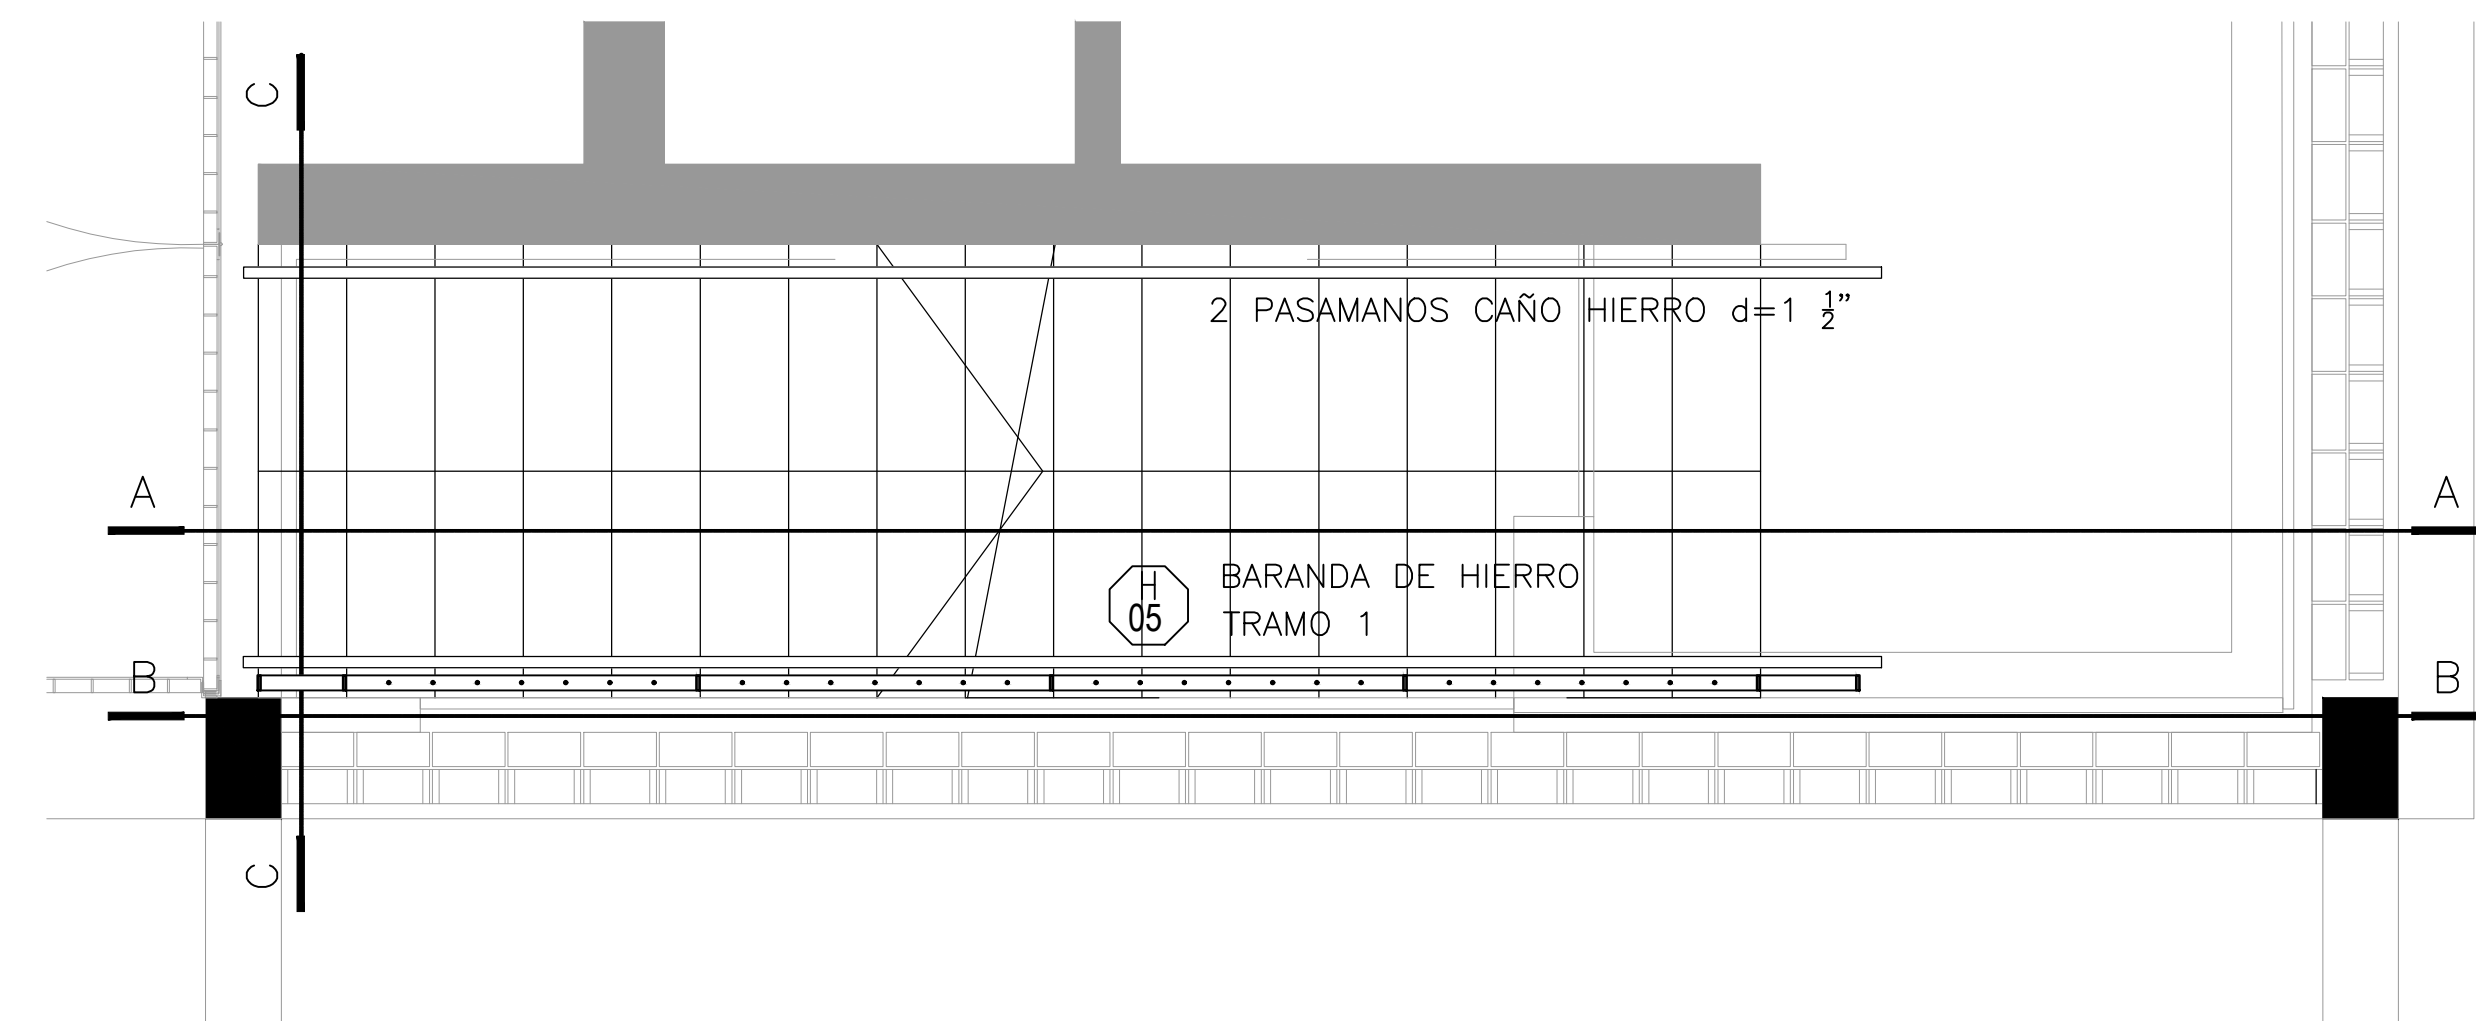 C
2 PASAMANOS CAÑO HIERRO d=1 ½”
A
A
H
05
BARANDA DE HIERRO
TRAMO 1
B
B
C